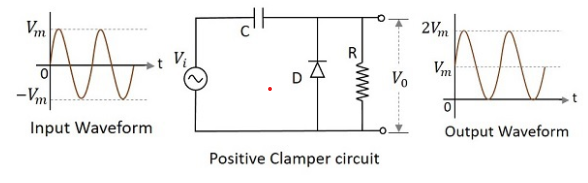 Vm
0
−Vm
t
Input Waveform
Vi
C
D
R
V0
Positive Clamper circuit
2Vm
Vm
0
t
Output Waveform